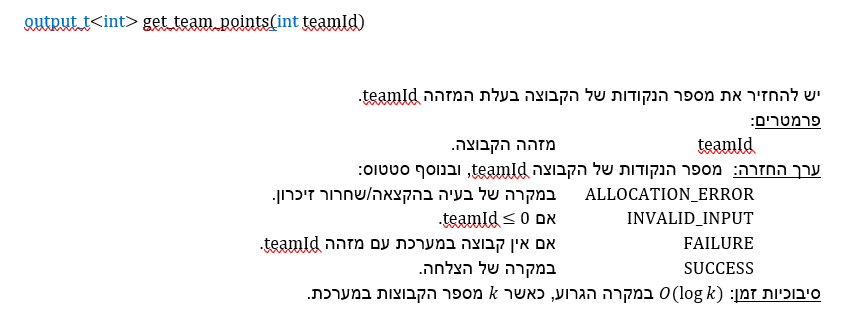 output_t<int> get_team_points(int teamId)
יש להחזיר את מספר הנקודות של הקבוצה בעלת המזהה teamId.
פרמטרים:
teamId מזהה הקבוצה.
ערך החזרה: מספר הנקודות של הקבוצה teamId, ובנוסף סטטוס:
ALLOCATION_ERROR במקרה של בעיה בהקצאה/שחרור זיכרון.
INVALID_INPUT אם teamId ≤ 0.
FAILURE אם אין קבוצה במערכת עם מזהה teamId.
SUCCESS במקרה של הצלחה.
סיבוכיות זמן: O(log k) במקרה הגרוע, כאשר k מספר הקבוצות במערכת.